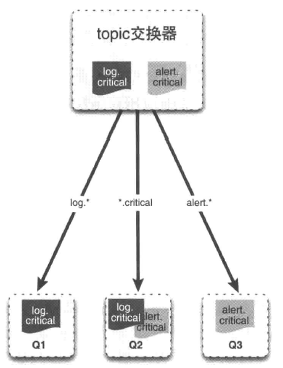 topic交换器
log.
critical
alert.
critical
log.*
*.critical
alert.*
log.
critical
Q1
log.
critical
alert.
critical
Q2
alert.
critical
Q3